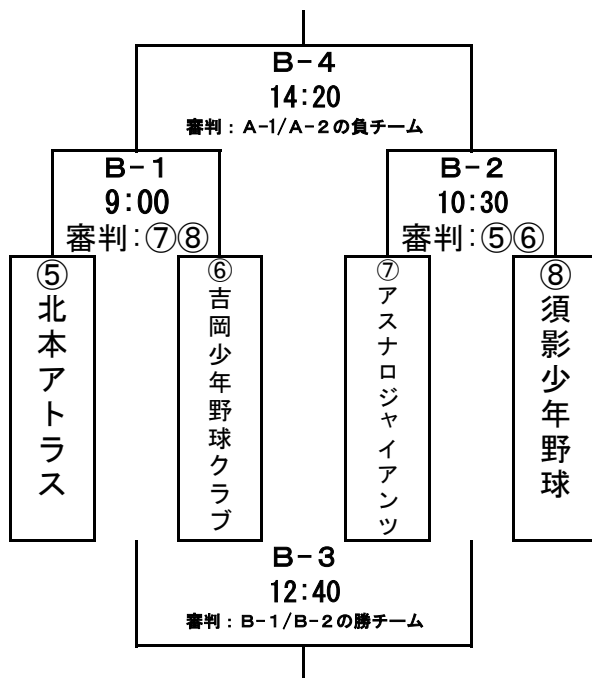 B-4
14:20
審判：A-1/A-2の負チーム
B-1
9:00
審判:⑦⑧
B-2
10:30
審判:⑤⑥
⑤北本アトラス
⑥吉岡少年野球クラブ
⑦アスナロジャイアンツ
⑧須影少年野球
B-3
12:40
審判：B-1/B-2の勝チーム